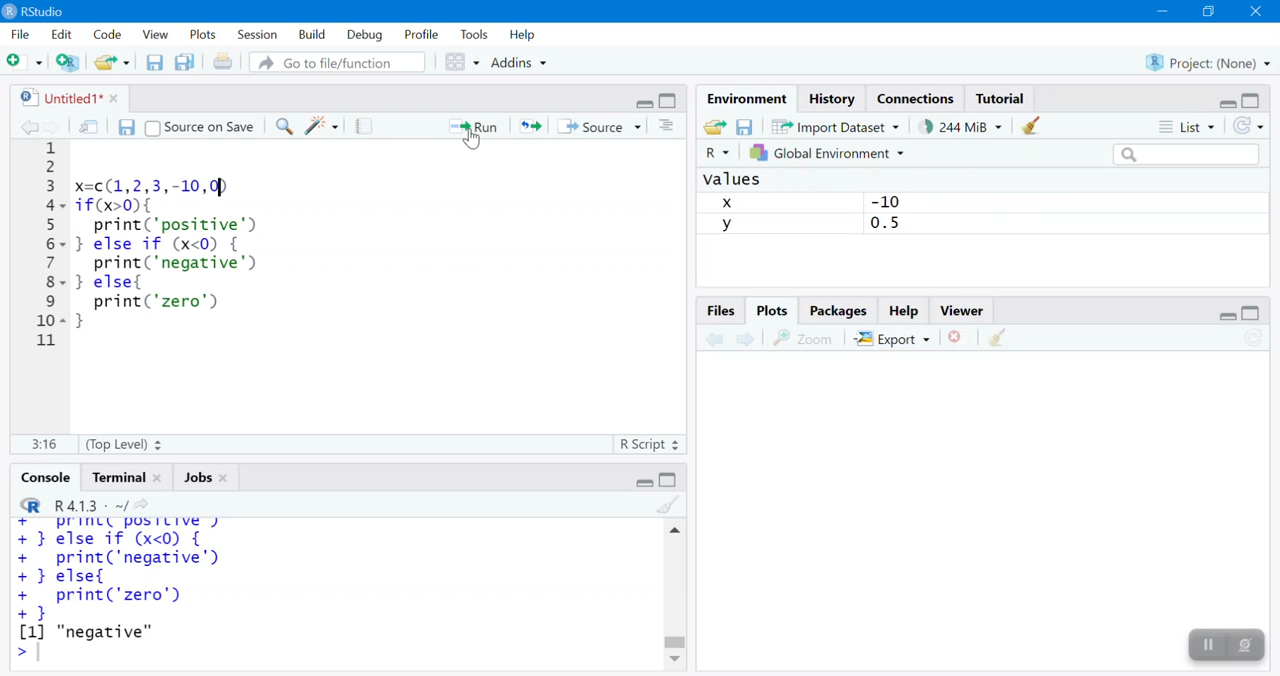 RStudio
File Edit Code View Plots Session Build Debug Profile Tools Help
Go to file/function Addins Project: (None)
Untitled1*
Source on Save Run Source
1
2
3 x=c(1,2,3,-10,0)
4 if(x>0){
5 print('positive')
6 } else if (x<0) {
7 print('negative')
8 } else{
9 print('zero')
10 }
11
3:16 (Top Level) R Script
Console Terminal Jobs
R 4.1.3 · ~/
+ print('positive')
+ } else if (x<0) {
+ print('negative')
+ } else{
+ print('zero')
+ }
[1] "negative"
>
Environment History Connections Tutorial
Import Dataset 244 MiB List
R Global Environment
values
x -10
y 0.5
Files Plots Packages Help Viewer
Zoom Export